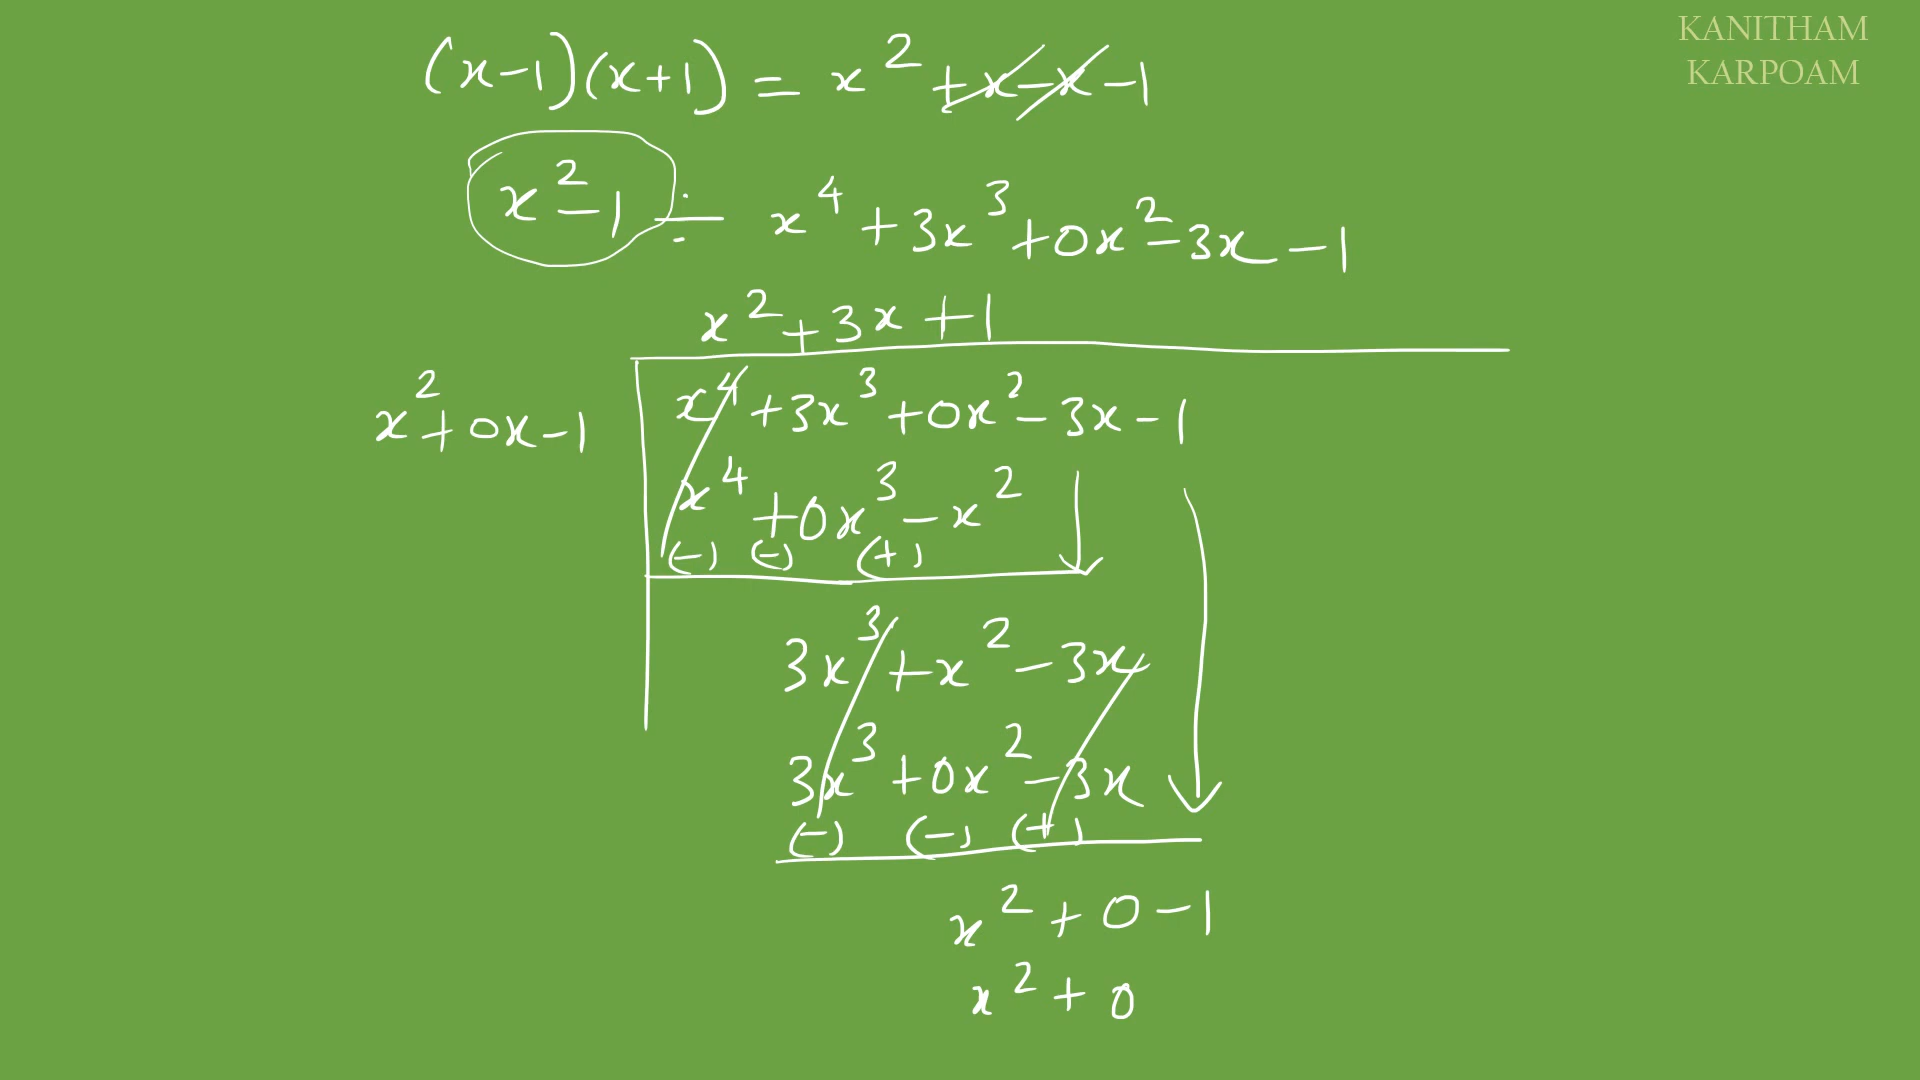 KANITHAM
KARPOAM
(x-1)(x+1) = x² +x-x-1
x²-1 ÷ x⁴+3x³+0x²-3x-1
x²+3x+1
x²+0x-1 x⁴+3x³+0x²-3x-1
x⁴+0x³-x²
(-) (-) (+)
3x³+x²-3x
3x³+0x²-3x
(-) (-) (+)
x²+0-1
x²+0